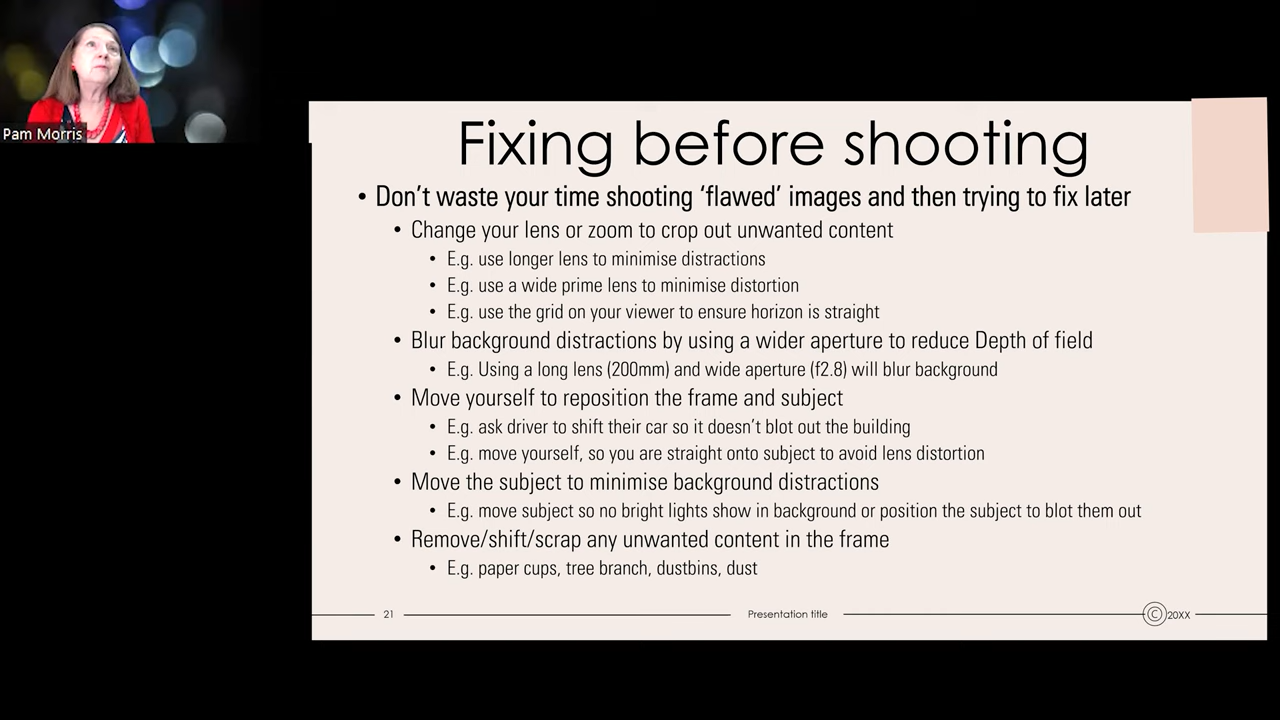 Pam Morris
Fixing before shooting
• Don’t waste your time shooting ‘flawed’ images and then trying to fix later
• Change your lens or zoom to crop out unwanted content
• E.g. use longer lens to minimise distractions
• E.g. use a wide prime lens to minimise distortion
• E.g. use the grid on your viewer to ensure horizon is straight
• Blur background distractions by using a wider aperture to reduce Depth of field
• E.g. Using a long lens (200mm) and wide aperture (f2.8) will blur background
• Move yourself to reposition the frame and subject
• E.g. ask driver to shift their car so it doesn’t blot out the building
• E.g. move yourself, so you are straight onto subject to avoid lens distortion
• Move the subject to minimise background distractions
• E.g. move subject so no bright lights show in background or position the subject to blot them out
• Remove/shift/scrap any unwanted content in the frame
• E.g. paper cups, tree branch, dustbins, dust
21 Presentation title © 20XX